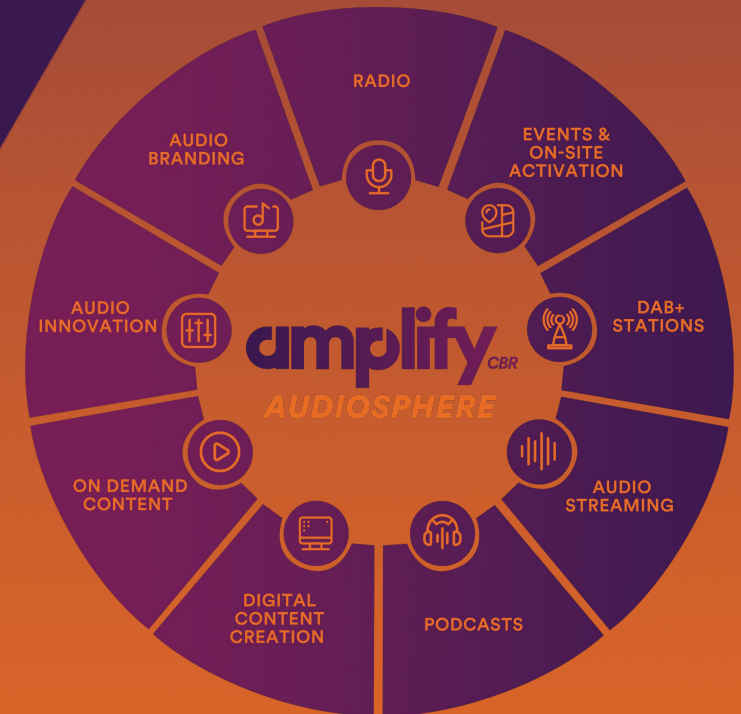 RADIO
EVENTS &
ON-SITE
ACTIVATION
DAB+
STATIONS
AUDIO
STREAMING
PODCASTS
DIGITAL
CONTENT
CREATION
ON DEMAND
CONTENT
AUDIO
INNOVATION
AUDIO
BRANDING
amplify CBR
AUDIOSPHERE